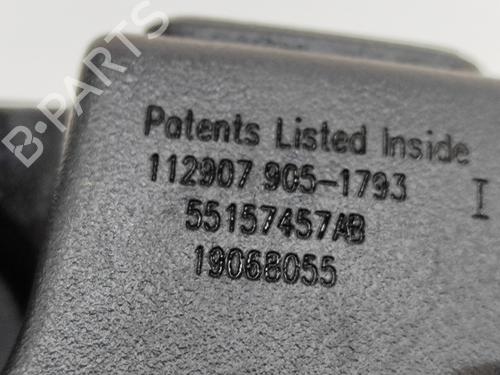 B-PARTS
Patents Listed Inside
112907 905-1793
I
55157457AB
19068055